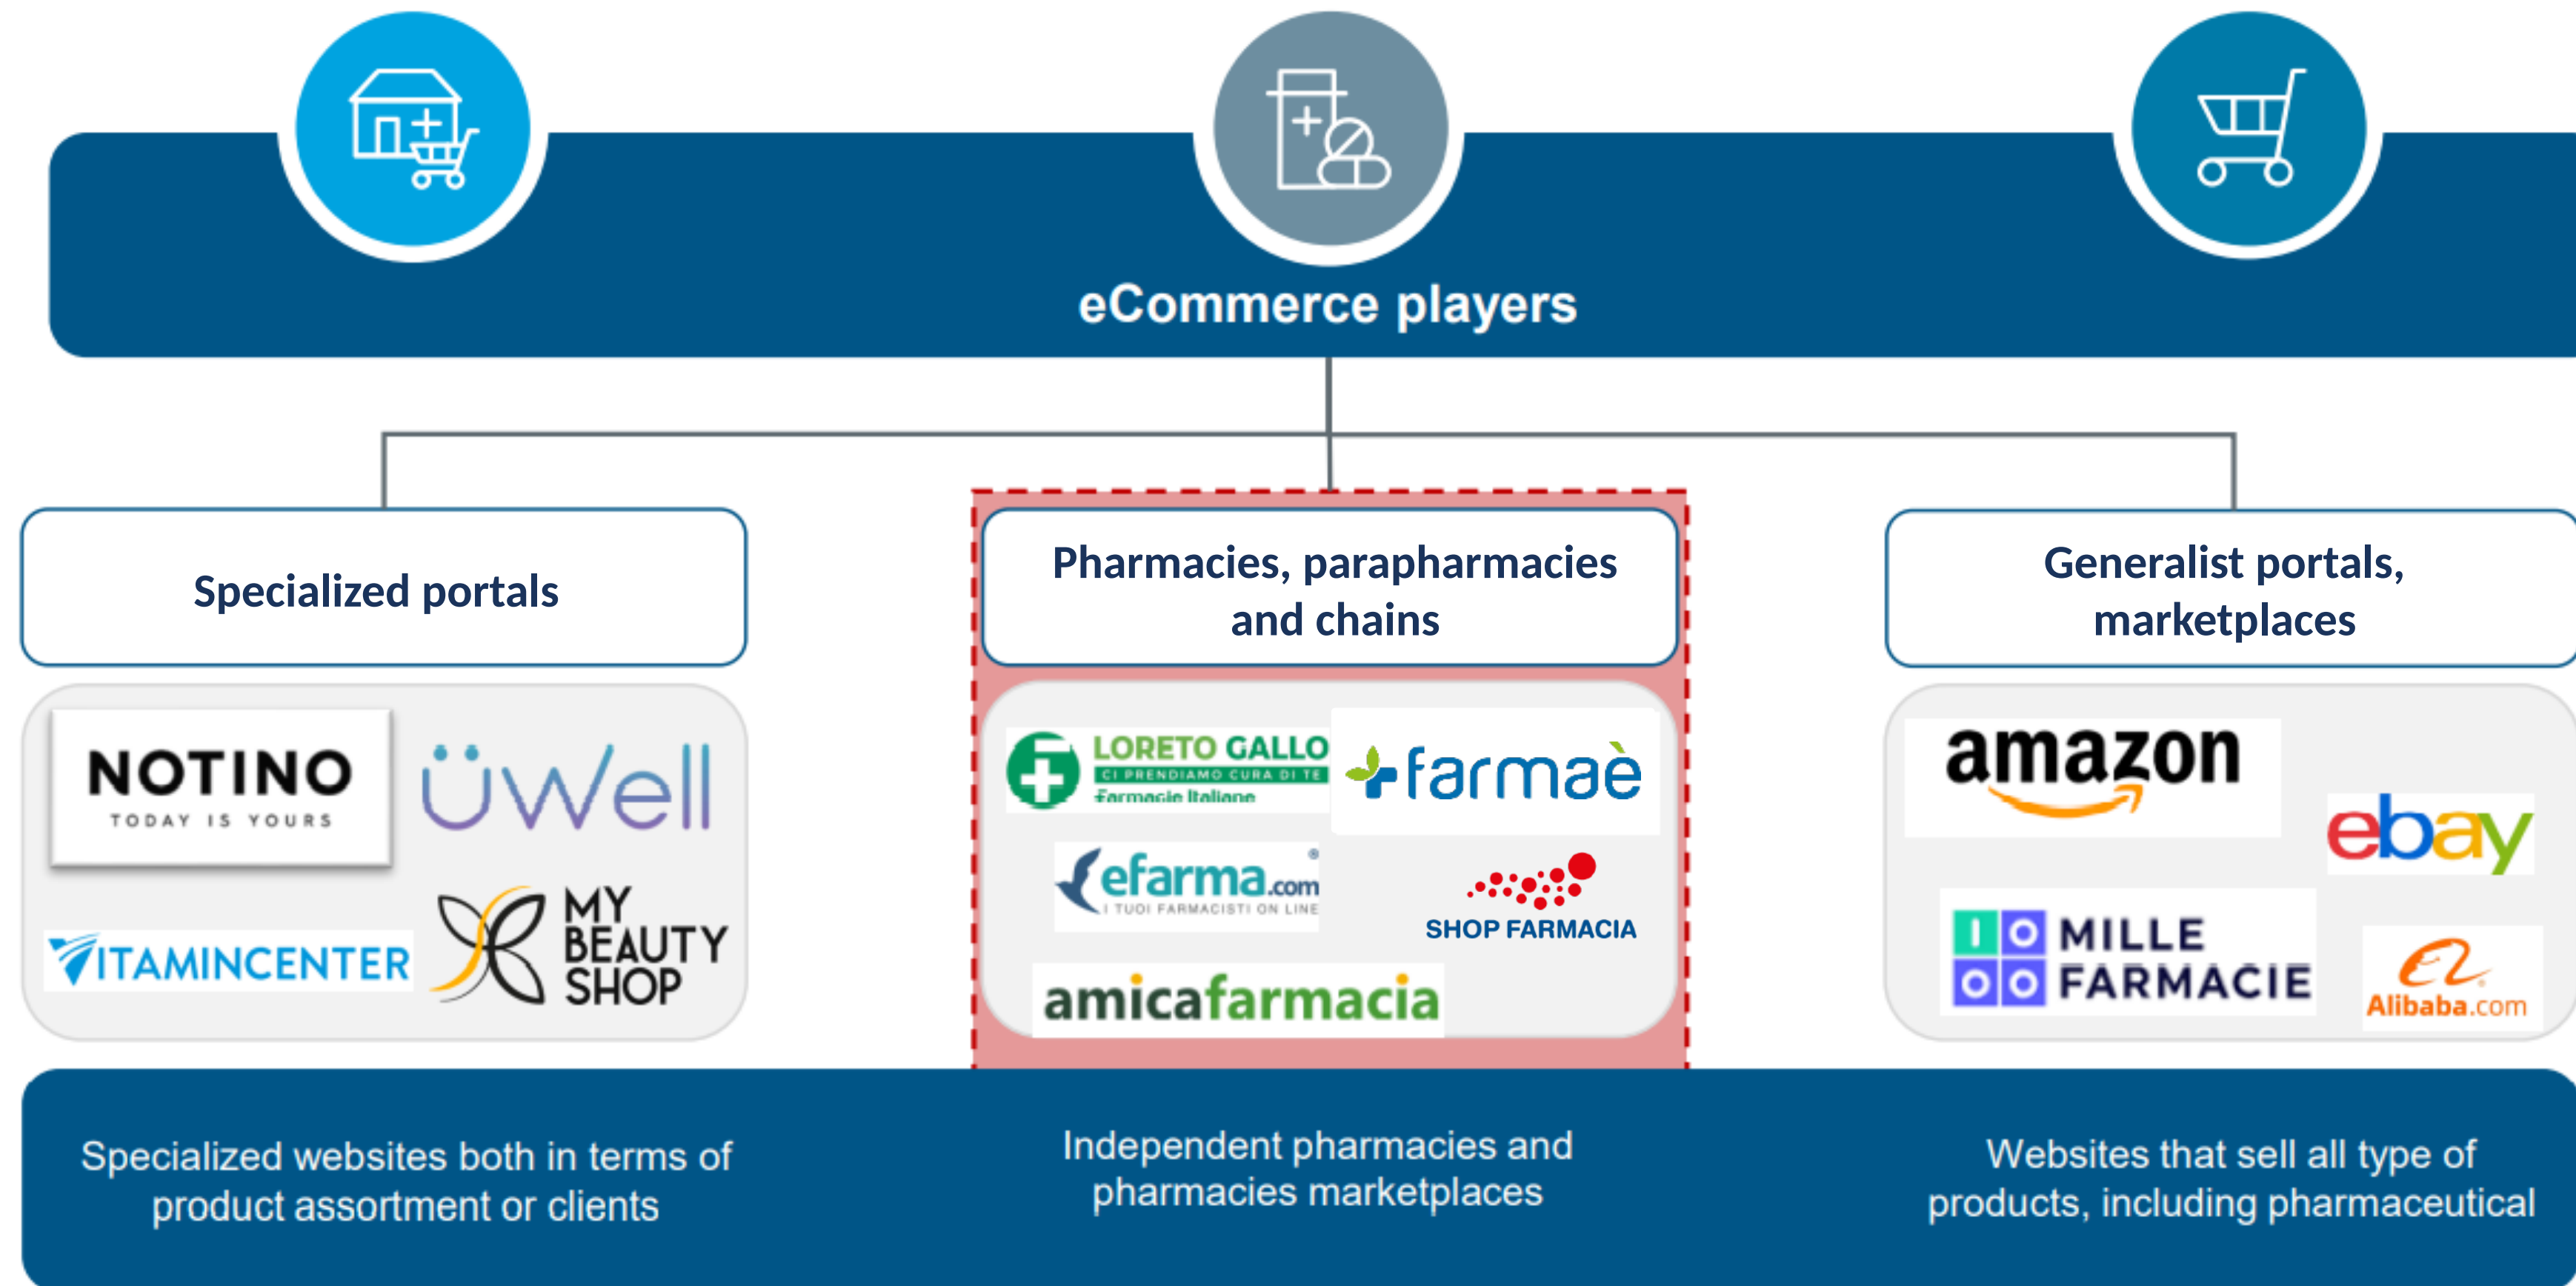 eCommerce players
Specialized portals
Pharmacies, parapharmacies
and chains
Generalist portals,
marketplaces
NOTINO
TODAY IS YOURS
üwell
VITAMINCENTER
MY
BEAUTY
SHOP
LORETO GALLO
CI PRENDIAMO CURA DI TE
Farmacie Italiane
farmaè
efarma.com®
I TUOI FARMACISTI ON LINE
SHOP FARMACIA
amicafarmacia
amazon
ebay
MILLE
FARMACIE
Alibaba.com
Specialized websites both in terms of
product assortment or clients
Independent pharmacies and
pharmacies marketplaces
Websites that sell all type of
products, including pharmaceutical